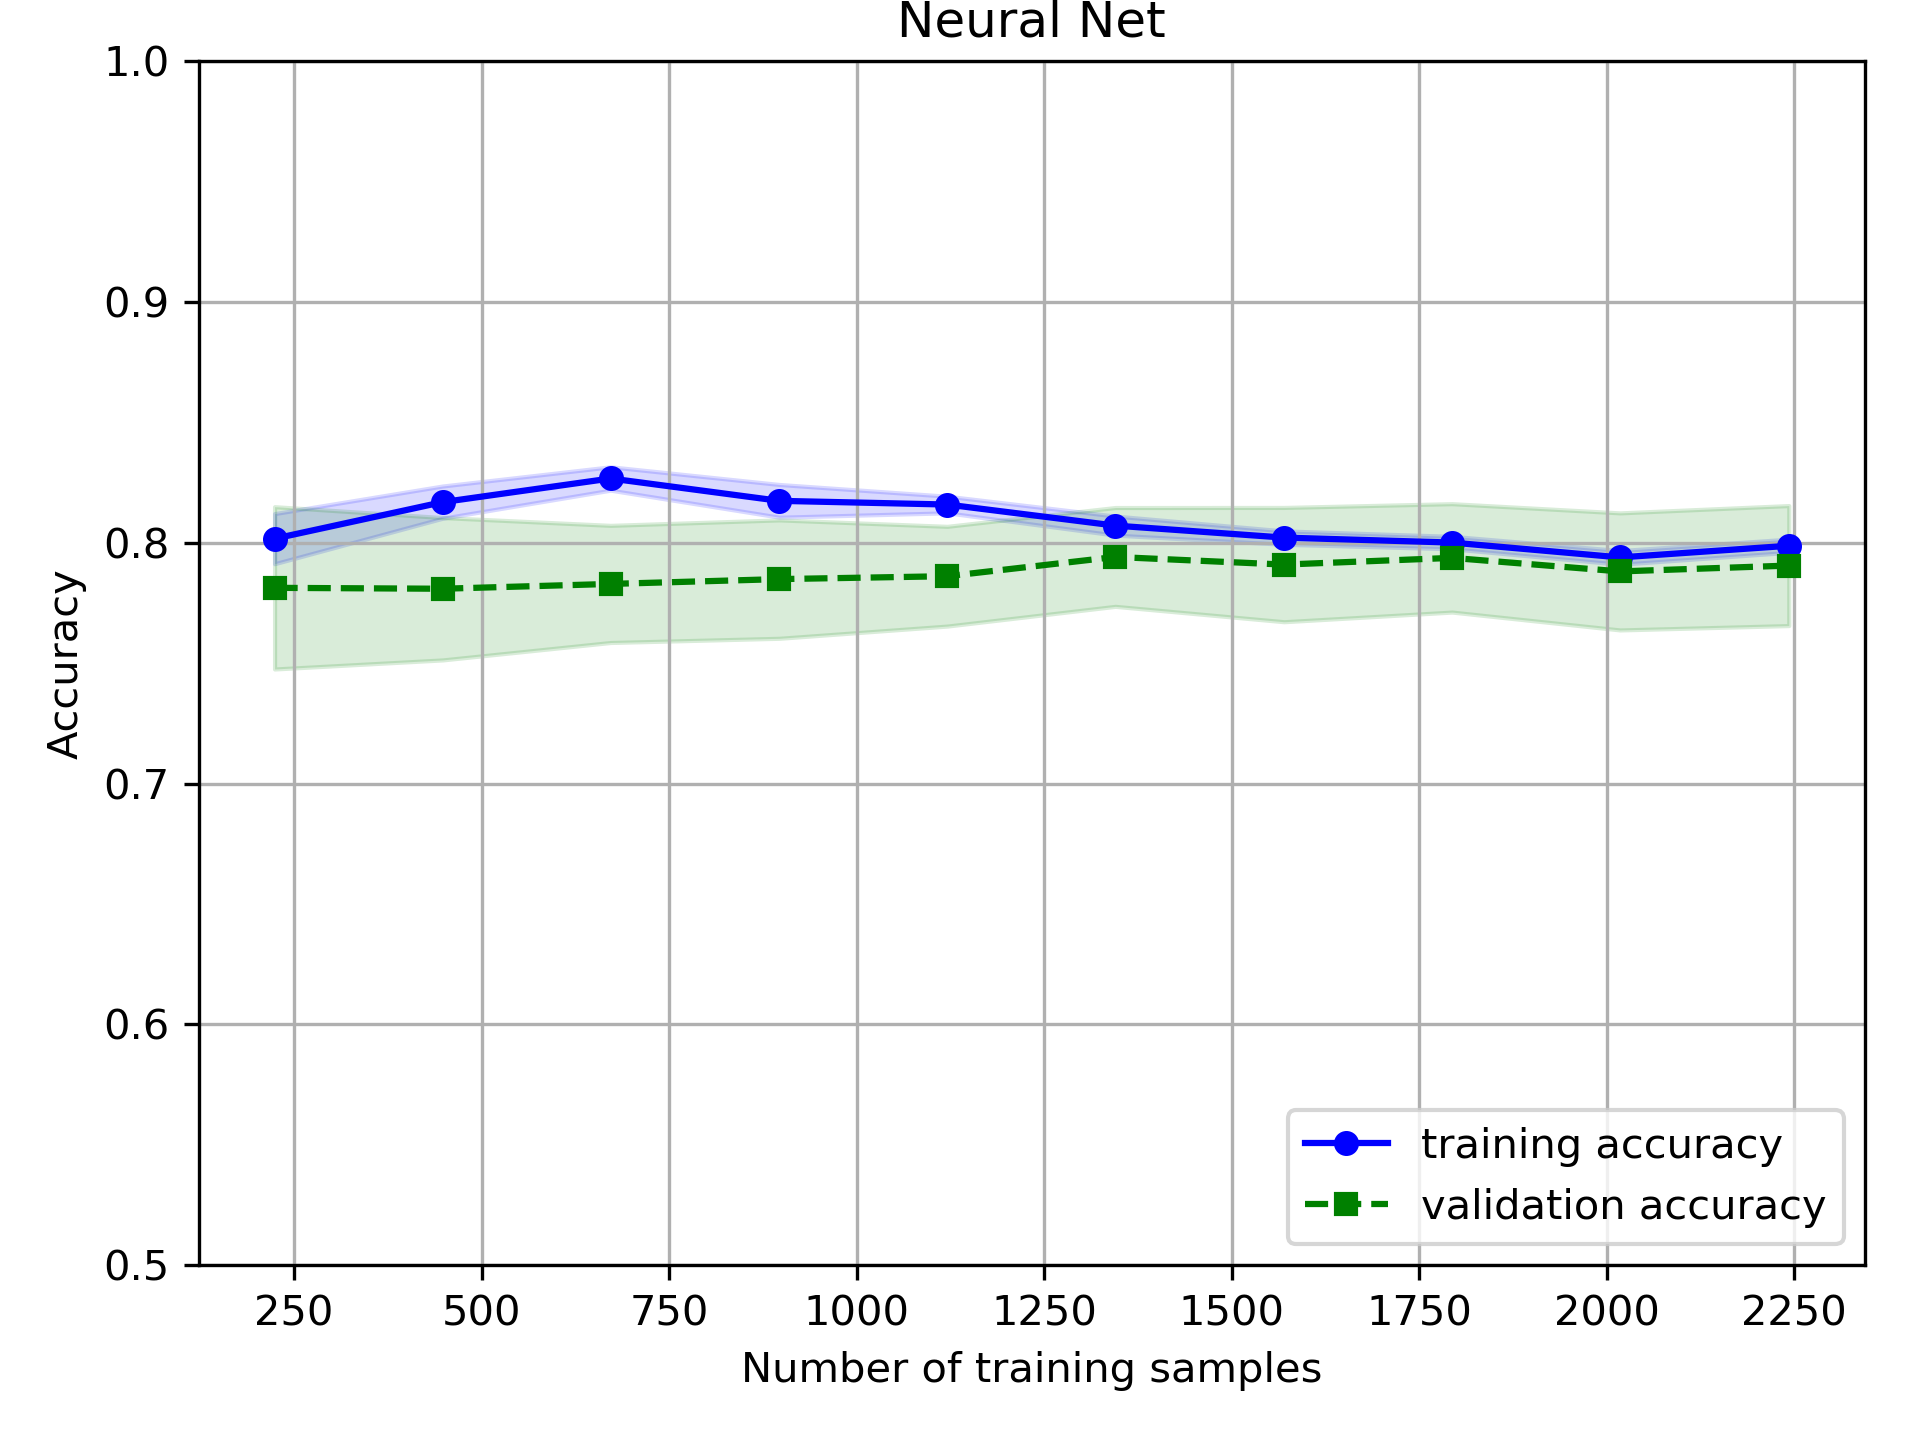 Neural Net
1.0
0.9
0.8
0.7
0.6
0.5
Accuracy
training accuracy
validation accuracy
250 500 750 1000 1250 1500 1750 2000 2250
Number of training samples